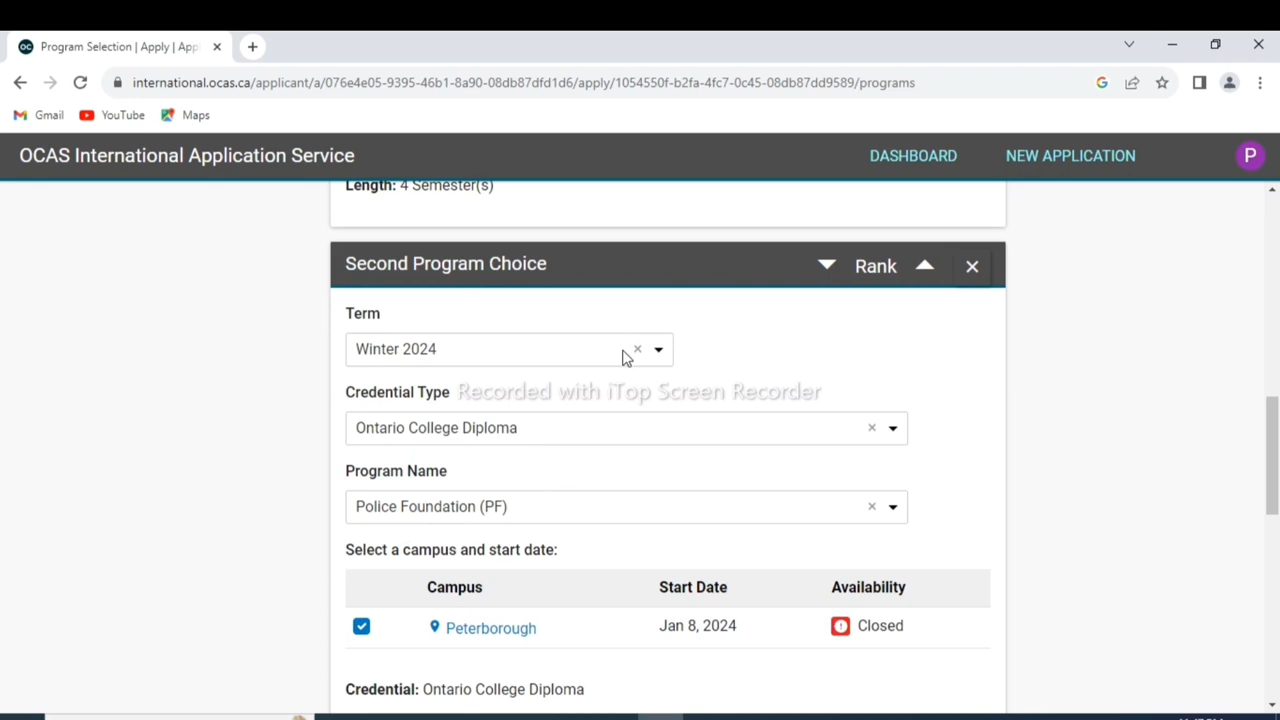 Program Selection | Apply | App
international.ocas.ca/applicant/a/076e4e05-9395-46b1-8a90-08db87dfd1d6/apply/1054550f-b2fa-4fc7-0c45-08db87dd9589/programs
Gmail YouTube Maps
OCAS International Application Service DASHBOARD NEW APPLICATION P
Length: 4 Semester(s)
Second Program Choice Rank
Term
Winter 2024
Credential Type Recorded with iTop Screen Recorder
Ontario College Diploma
Program Name
Police Foundation (PF)
Select a campus and start date:
Campus Start Date Availability
Peterborough Jan 8, 2024 Closed
Credential: Ontario College Diploma